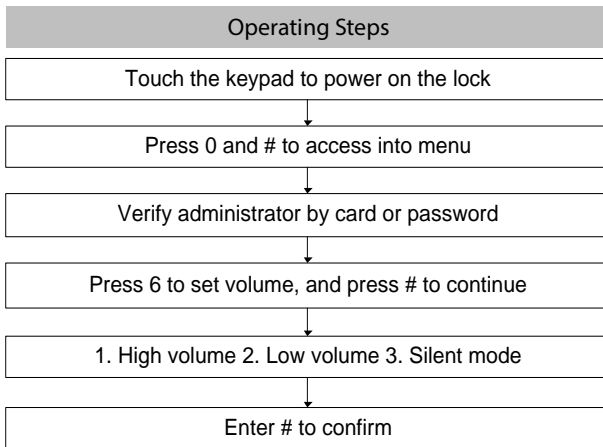 Operating Steps
Touch the keypad to power on the lock
Press 0 and # to access into menu
Verify administrator by card or password
Press 6 to set volume, and press # to continue
1. High volume 2. Low volume 3. Silent mode
Enter # to confirm